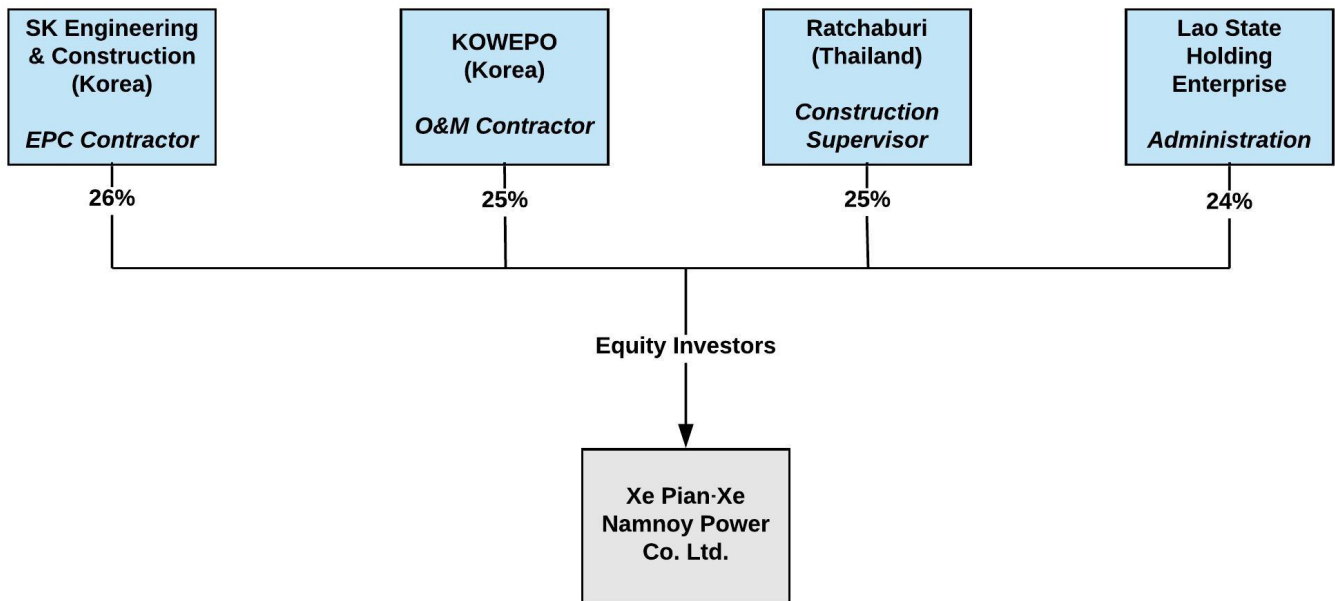 SK Engineering
& Construction
(Korea)
EPC Contractor
KOWEPO
(Korea)
O&M Contractor
Ratchaburi
(Thailand)
Construction
Supervisor
Lao State
Holding
Enterprise
Administration
26%
25%
25%
24%
Equity Investors
Xe Pian-Xe
Namnoy Power
Co. Ltd.